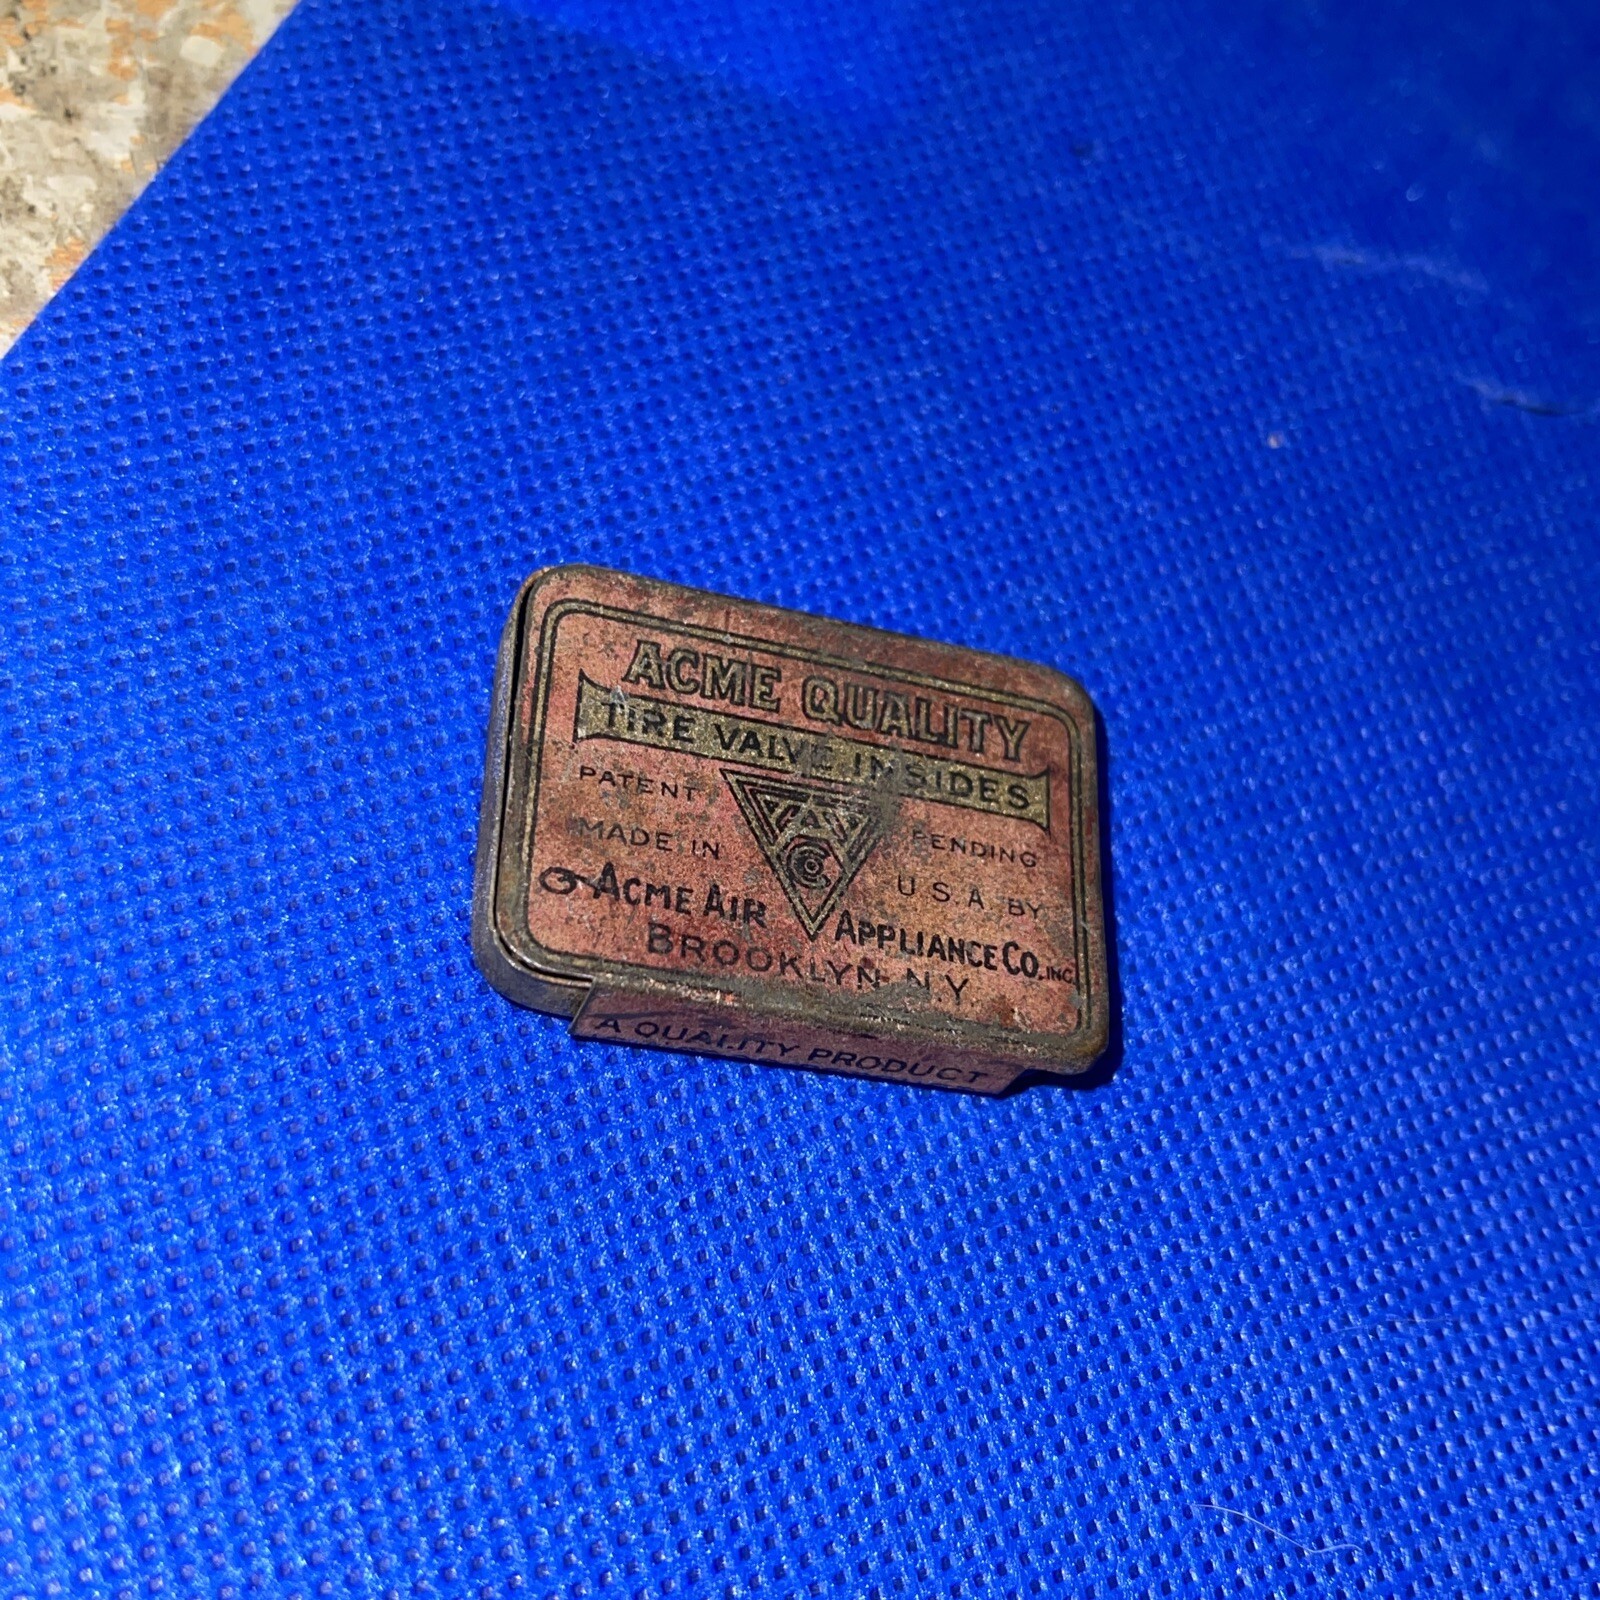 ACME QUALITY
TIRE VALVE INSIDES
PATENT PENDING
MADE IN U.S.A. BY
ACME AIR APPLIANCE CO. INC.
BROOKLYN N.Y
A QUALITY PRODUCT